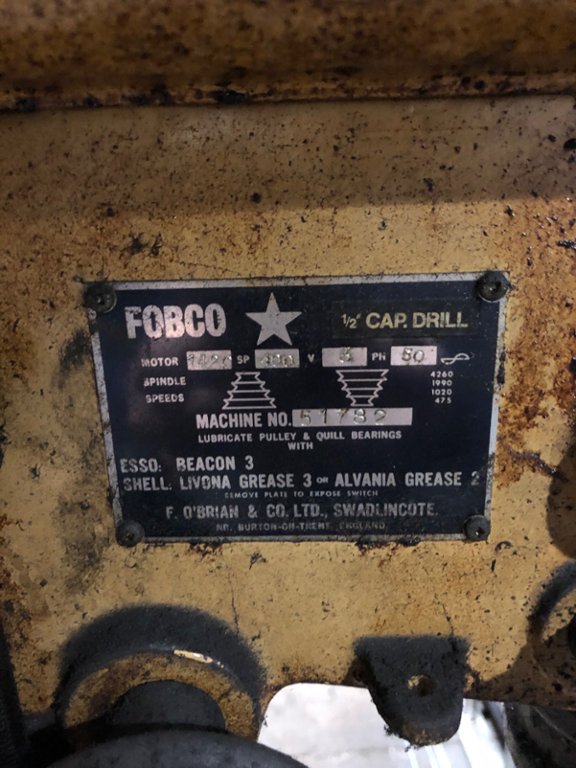 FOBCO ½" CAP. DRILL
MOTOR 1420 SP V 3 PH 50
SPINDLE SPEEDS 4260 1990 1020 475
MACHINE NO. 51782
LUBRICATE PULLEY & QUILL BEARINGS
WITH
ESSO: BEACON 3
SHELL: LIVONA GREASE 3 OR ALVANIA GREASE 2
REMOVE PLATE TO EXPOSE SWITCH
F. O'BRIAN & CO. LTD., SWADLINCOTE.
NR. BURTON-ON-TRENT, ENGLAND.